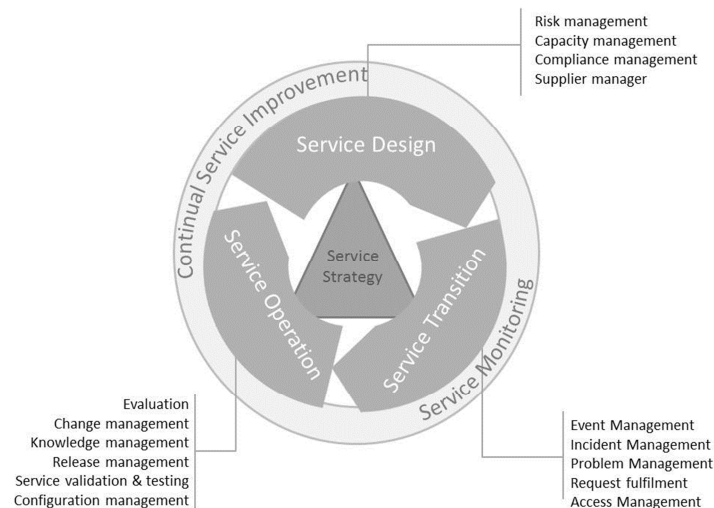 Risk management
Capacity management
Compliance management
Supplier manager
Continual Service Improvement
Service Design
Service
Strategy
Service Operation
Service Transition
Service Monitoring
Evaluation
Change management
Knowledge management
Release management
Service validation & testing
Configuration management
Event Management
Incident Management
Problem Management
Request fulfilment
Access Management